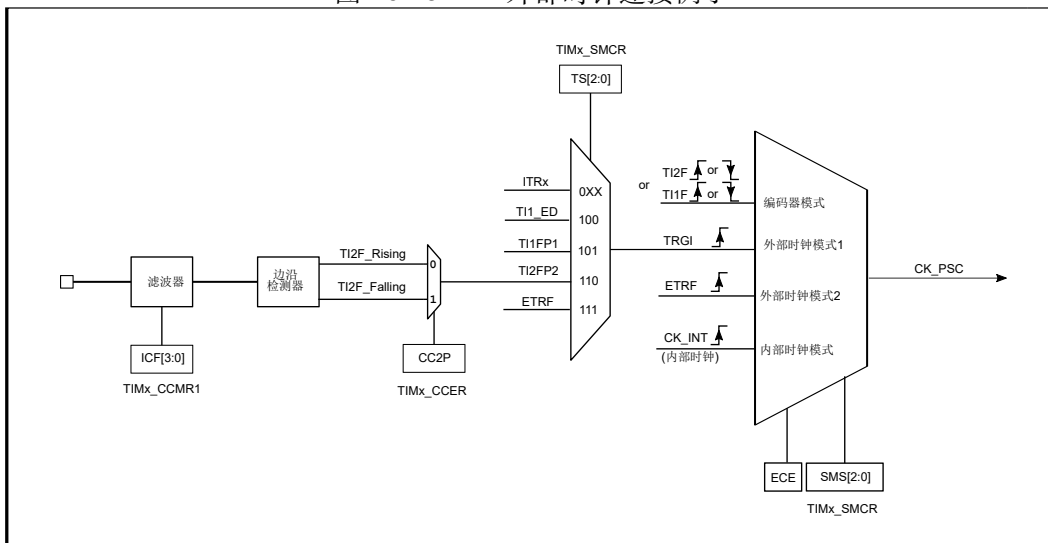 TIMx_SMCR
TS[2:0]
ITRx
0XX
TI1_ED
100
TI1FP1
101
TI2FP2
110
ETRF
111
TI2F or
or
TI1F or
编码器模式
TRGI
外部时钟模式1
ETRF
外部时钟模式2
CK_INT
(内部时钟)
内部时钟模式
CK_PSC
滤波器
边沿
检测器
TI2F_Rising
0
TI2F_Falling
1
ICF[3:0]
TIMx_CCMR1
CC2P
TIMx_CCER
ECE
SMS[2:0]
TIMx_SMCR